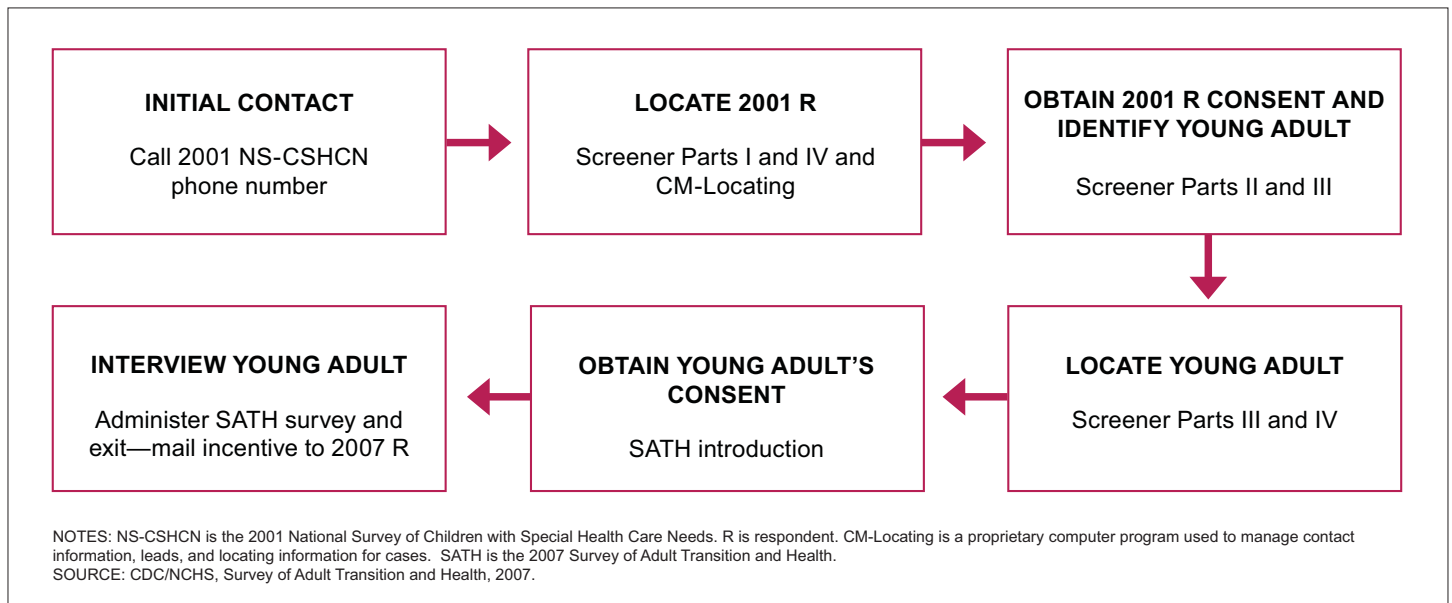 INITIAL CONTACT
Call 2001 NS-CSHCN
phone number
LOCATE 2001 R
Screener Parts I and IV and
CM-Locating
OBTAIN 2001 R CONSENT AND
IDENTIFY YOUNG ADULT
Screener Parts II and III
LOCATE YOUNG ADULT
Screener Parts III and IV
OBTAIN YOUNG ADULT’S
CONSENT
SATH introduction
INTERVIEW YOUNG ADULT
Administer SATH survey and
exit—mail incentive to 2007 R
NOTES: NS-CSHCN is the 2001 National Survey of Children with Special Health Care Needs. R is respondent. CM-Locating is a proprietary computer program used to manage contact
information, leads, and locating information for cases. SATH is the 2007 Survey of Adult Transition and Health.
SOURCE: CDC/NCHS, Survey of Adult Transition and Health, 2007.